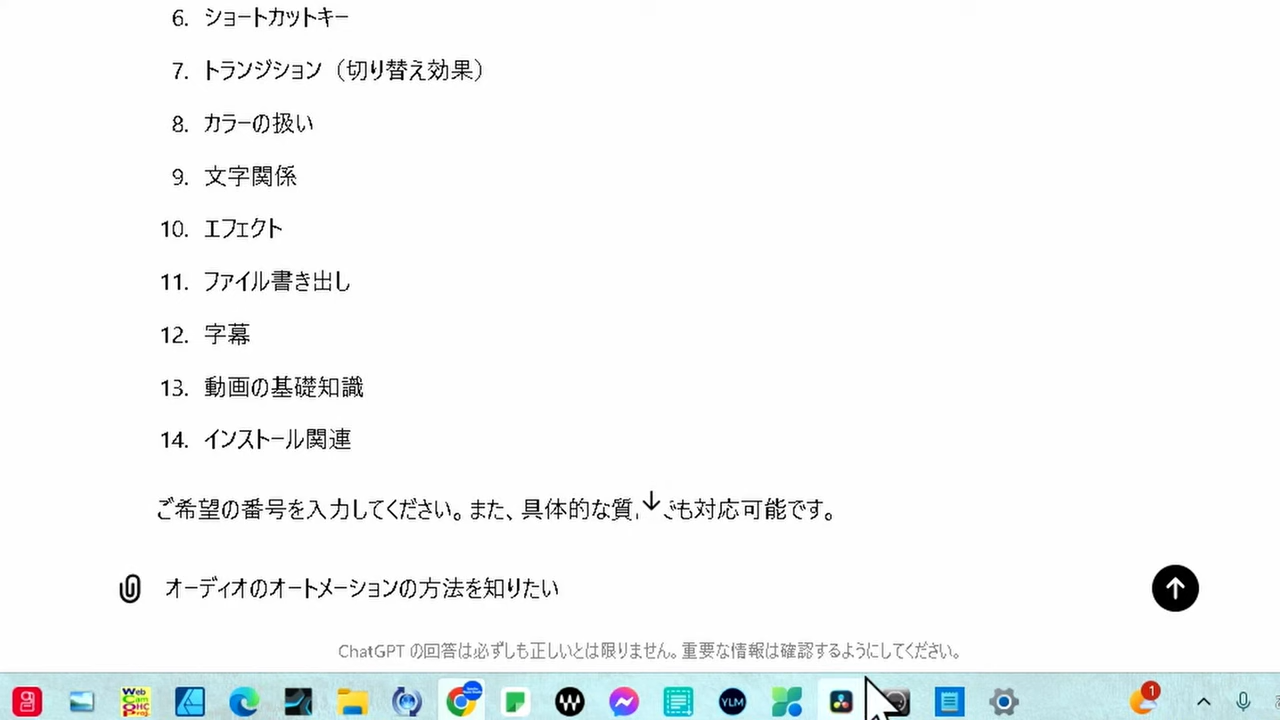 6. ショートカットキー
7. トランジション（切り替え効果）
8. カラーの扱い
9. 文字関係
10. エフェクト
11. ファイル書き出し
12. 字幕
13. 動画の基礎知識
14. インストール関連
ご希望の番号を入力してください。また、具体的な質 でも対応可能です。
オーディオのオートメーションの方法を知りたい
ChatGPT の回答は必ずしも正しいとは限りません。重要な情報は確認するようにしてください。
Web Cam PHC Proj.
W
YLM
1